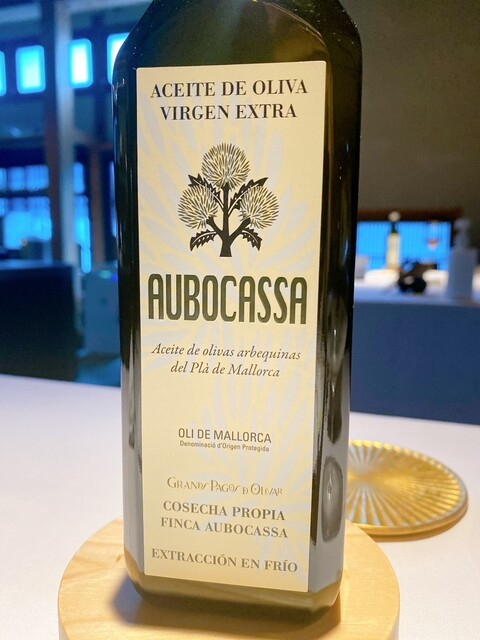 ACEITE DE OLIVA
VIRGEN EXTRA
AUBOCASSA
Aceite de olivas arbequinas
del Plà de Mallorca
OLI DE MALLORCA
Denominació d'Origen Protegida
GRANDS PAGOS D OLIVAR
COSECHA PROPIA
FINCA AUBOCASSA
EXTRACCIÓN EN FRÍO